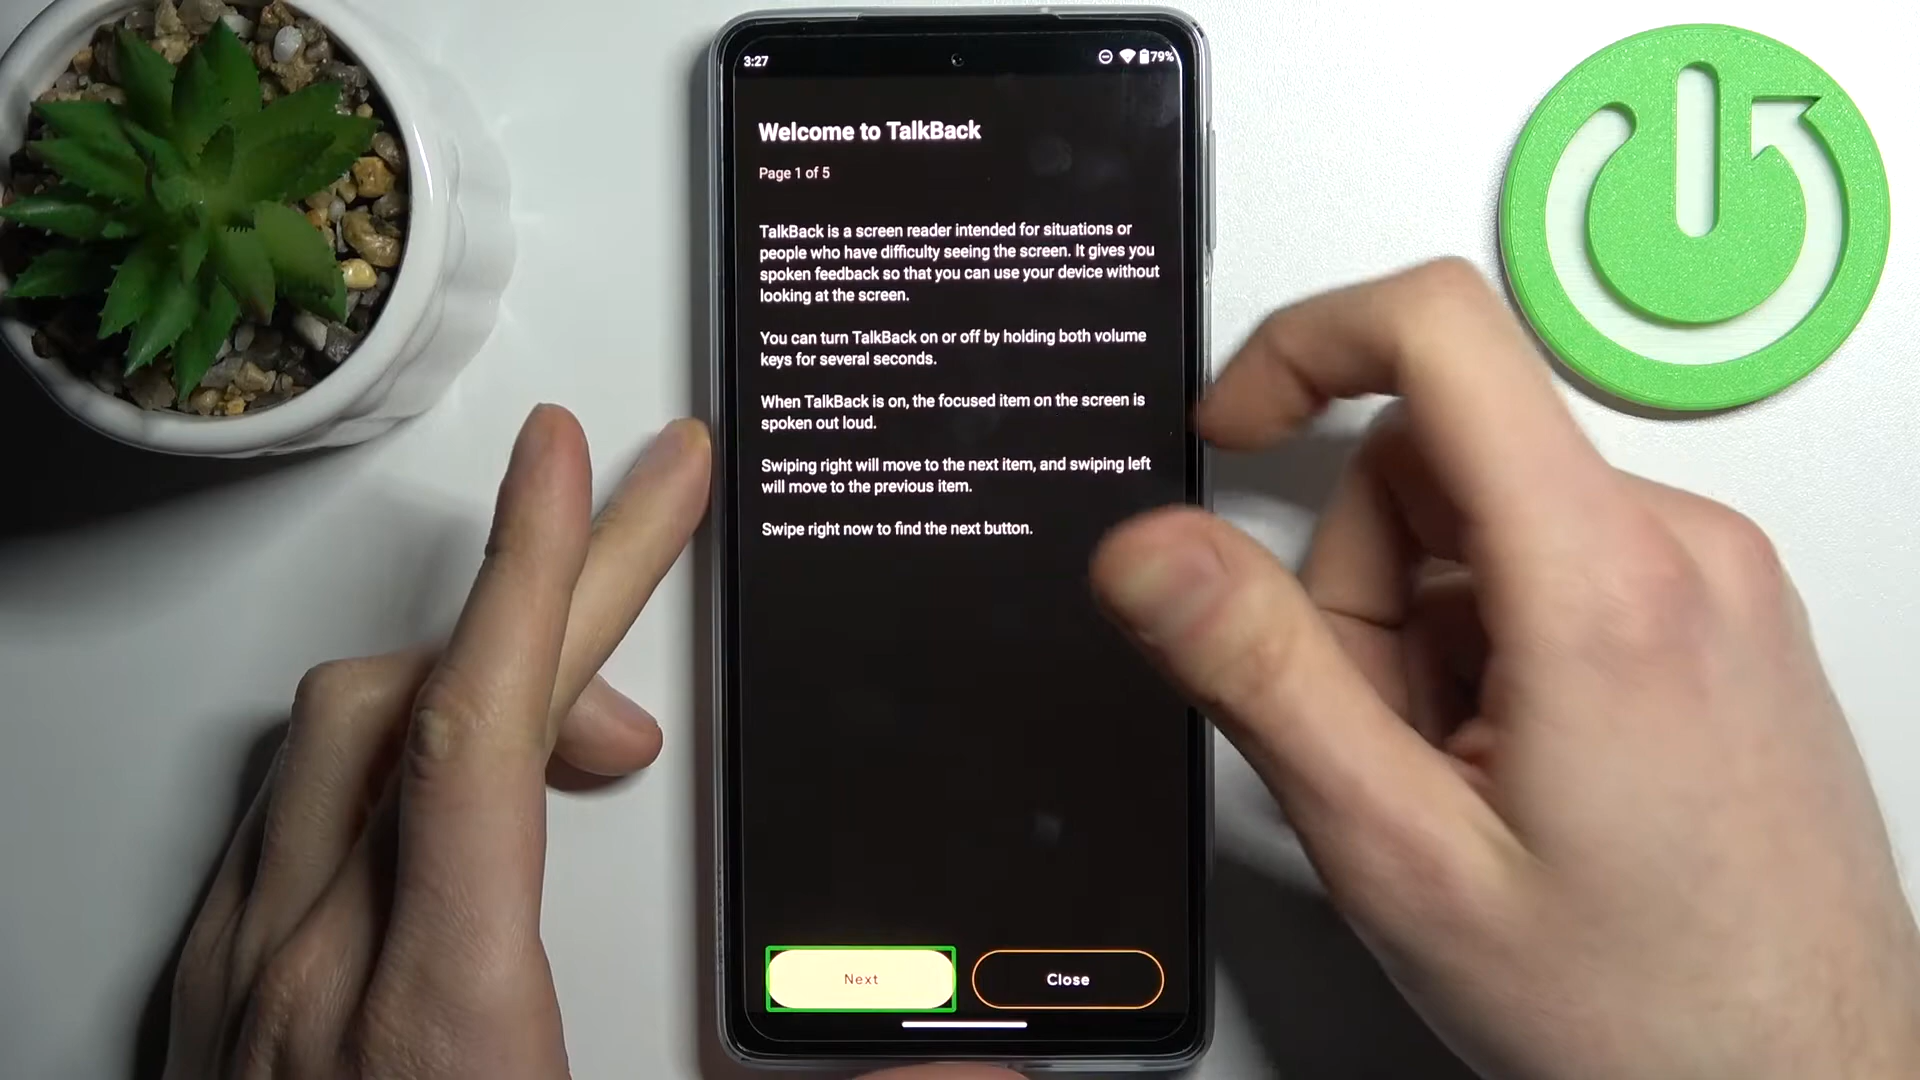 3:27
79%
Welcome to TalkBack
Page 1 of 5
TalkBack is a screen reader intended for situations or
people who have difficulty seeing the screen. It gives you
spoken feedback so that you can use your device without
looking at the screen.
You can turn TalkBack on or off by holding both volume
keys for several seconds.
When TalkBack is on, the focused item on the screen is
spoken out loud.
Swiping right will move to the next item, and swiping left
will move to the previous item.
Swipe right now to find the next button.
Next
Close